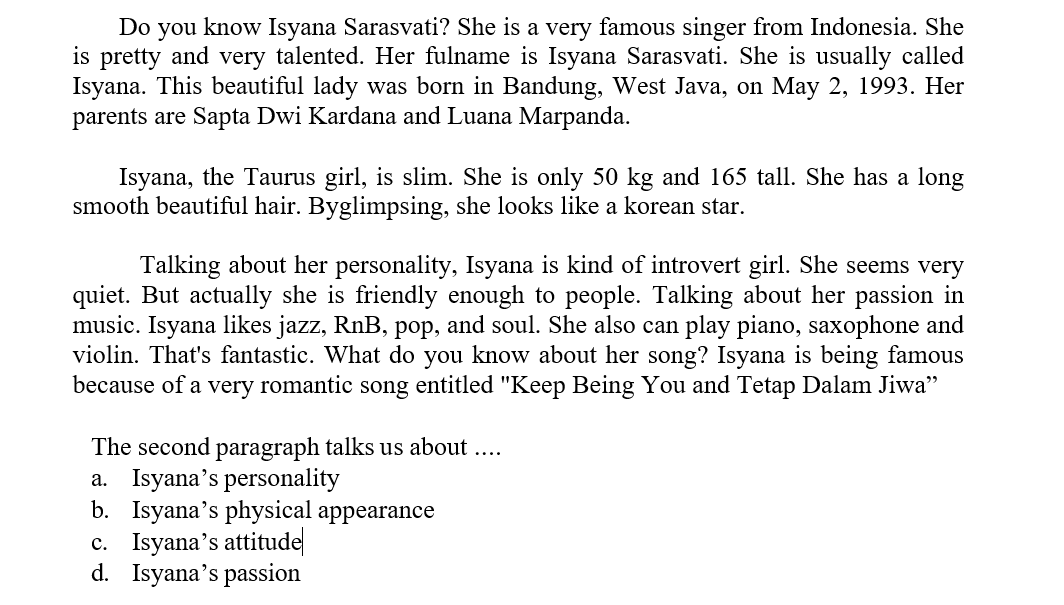 Do you know Isyana Sarasvati? She is a very famous singer from Indonesia. She
is pretty and very talented. Her fulname is Isyana Sarasvati. She is usually called
Isyana. This beautiful lady was born in Bandung, West Java, on May 2, 1993. Her
parents are Sapta Dwi Kardana and Luana Marpanda.
Isyana, the Taurus girl, is slim. She is only 50 kg and 165 tall. She has a long
smooth beautiful hair. Byglimpsing, she looks like a korean star.
Talking about her personality, Isyana is kind of introvert girl. She seems very
quiet. But actually she is friendly enough to people. Talking about her passion in
music. Isyana likes jazz, RnB, pop, and soul. She also can play piano, saxophone and
violin. That's fantastic. What do you know about her song? Isyana is being famous
because of a very romantic song entitled "Keep Being You and Tetap Dalam Jiwa”
The second paragraph talks us about ....
a. Isyana’s personality
b. Isyana’s physical appearance
c. Isyana’s attitude
d. Isyana’s passion